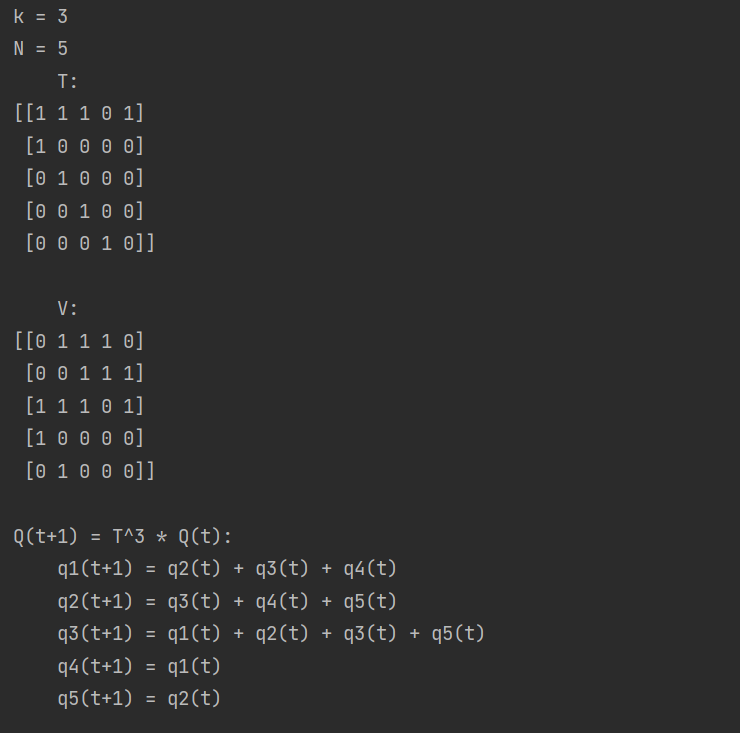 k = 3
N = 5
    T:
[[1 1 1 0 1]
 [1 0 0 0 0]
 [0 1 0 0 0]
 [0 0 1 0 0]
 [0 0 0 1 0]]

    V:
[[0 1 1 1 0]
 [0 0 1 1 1]
 [1 1 1 0 1]
 [1 0 0 0 0]
 [0 1 0 0 0]]

Q(t+1) = T^3 * Q(t):
    q1(t+1) = q2(t) + q3(t) + q4(t)
    q2(t+1) = q3(t) + q4(t) + q5(t)
    q3(t+1) = q1(t) + q2(t) + q3(t) + q5(t)
    q4(t+1) = q1(t)
    q5(t+1) = q2(t)